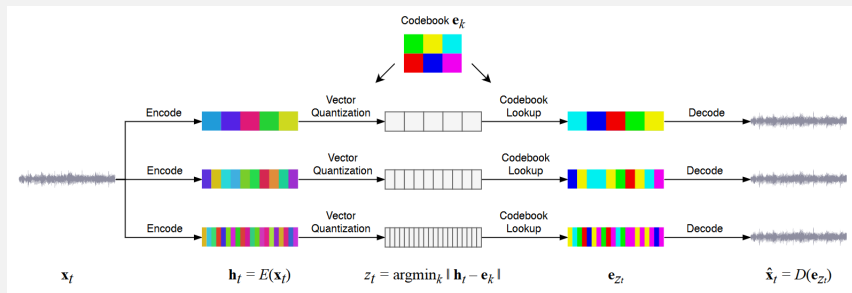 Codebook e_k
Encode
Vector
Quantization
Codebook
Lookup
Decode
Encode
Vector
Quantization
Codebook
Lookup
Decode
Encode
Vector
Quantization
Codebook
Lookup
Decode
x_t
h_t = E(x_t)
z_t = argmin_k ‖ h_t – e_k ‖
e_{z_t}
x̂_t = D(e_{z_t})